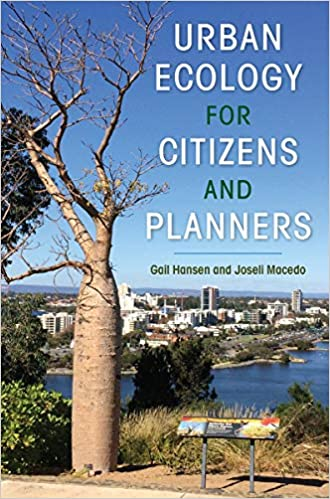 URBAN
ECOLOGY
FOR
CITIZENS
AND
PLANNERS
Gail Hansen and Joseli Macedo